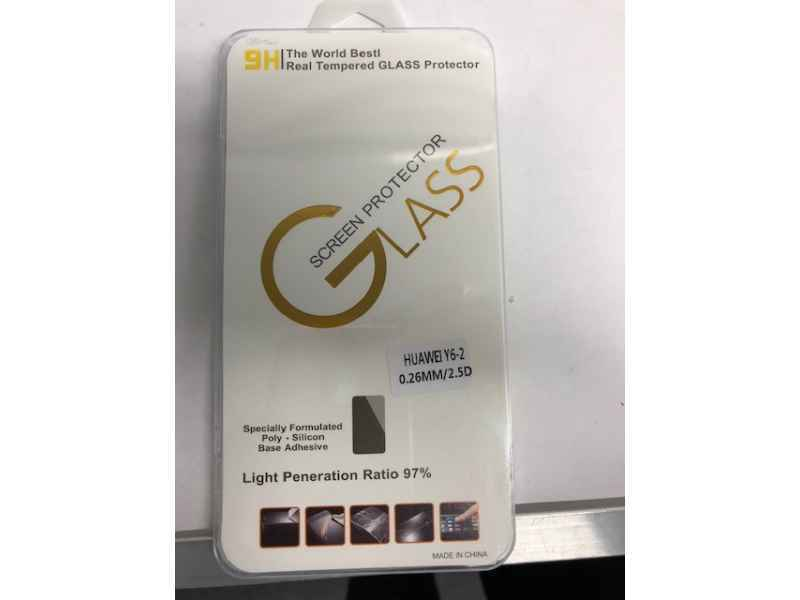 9H The World Best!
Real Tempered GLASS Protector
SCREEN PROTECTOR
GLASS
HUAWEI Y6-2
0.26MM/2.5D
Specially Formulated
Poly - Silicon
Base Adhesive
Light Peneration Ratio 97%
MADE IN CHINA